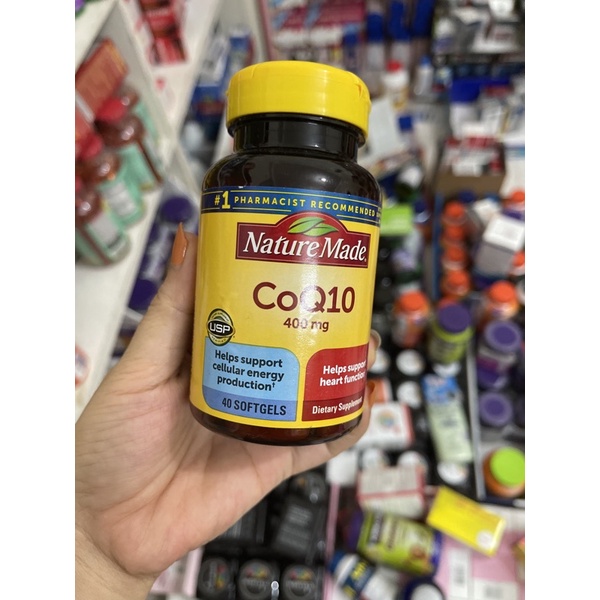 #1 PHARMACIST RECOMMENDED
Nature Made®
CoQ10
400 mg
USP
Helps support
cellular energy
production†
40 SOFTGELS
Helps support
heart function†
Dietary Supplement